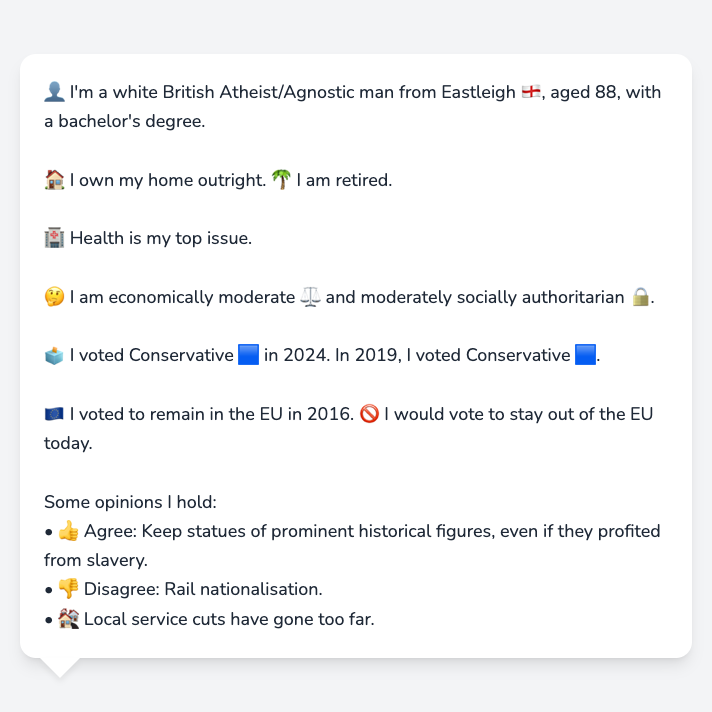 👤 I'm a white British Atheist/Agnostic man from Eastleigh 🏴󠁧󠁢󠁥󠁮󠁧󠁿, aged 88, with
a bachelor's degree.
🏠 I own my home outright. 🌴 I am retired.
🏥 Health is my top issue.
🤔 I am economically moderate ⚖️ and moderately socially authoritarian 🔒.
🗳️ I voted Conservative 🟦 in 2024. In 2019, I voted Conservative 🟦.
🇪🇺 I voted to remain in the EU in 2016. 🚫 I would vote to stay out of the EU
today.
Some opinions I hold:
• 👍 Agree: Keep statues of prominent historical figures, even if they profited
from slavery.
• 👎 Disagree: Rail nationalisation.
• 🏚️ Local service cuts have gone too far.